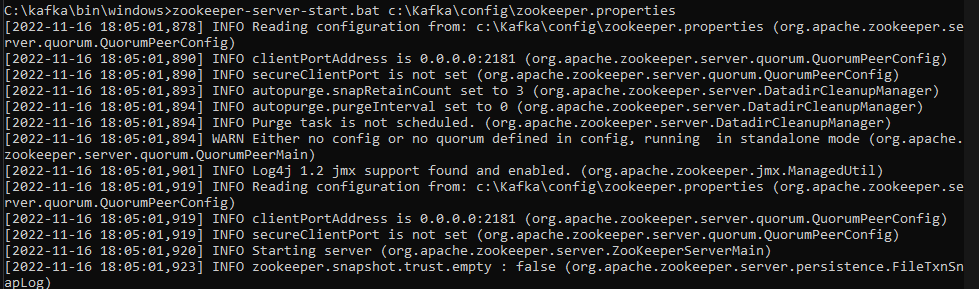 C:\kafka\bin\windows>zookeeper-server-start.bat c:\Kafka\config\zookeeper.properties
[2022-11-16 18:05:01,878] INFO Reading configuration from: c:\Kafka\config\zookeeper.properties (org.apache.zookeeper.se
rver.quorum.QuorumPeerConfig)
[2022-11-16 18:05:01,890] INFO clientPortAddress is 0.0.0.0:2181 (org.apache.zookeeper.server.quorum.QuorumPeerConfig)
[2022-11-16 18:05:01,890] INFO secureClientPort is not set (org.apache.zookeeper.server.quorum.QuorumPeerConfig)
[2022-11-16 18:05:01,893] INFO autopurge.snapRetainCount set to 3 (org.apache.zookeeper.server.DatadirCleanupManager)
[2022-11-16 18:05:01,894] INFO autopurge.purgeInterval set to 0 (org.apache.zookeeper.server.DatadirCleanupManager)
[2022-11-16 18:05:01,894] INFO Purge task is not scheduled. (org.apache.zookeeper.server.DatadirCleanupManager)
[2022-11-16 18:05:01,894] WARN Either no config or no quorum defined in config, running  in standalone mode (org.apache.
zookeeper.server.quorum.QuorumPeerMain)
[2022-11-16 18:05:01,901] INFO Log4j 1.2 jmx support found and enabled. (org.apache.zookeeper.jmx.ManagedUtil)
[2022-11-16 18:05:01,919] INFO Reading configuration from: c:\Kafka\config\zookeeper.properties (org.apache.zookeeper.se
rver.quorum.QuorumPeerConfig)
[2022-11-16 18:05:01,919] INFO clientPortAddress is 0.0.0.0:2181 (org.apache.zookeeper.server.quorum.QuorumPeerConfig)
[2022-11-16 18:05:01,919] INFO secureClientPort is not set (org.apache.zookeeper.server.quorum.QuorumPeerConfig)
[2022-11-16 18:05:01,920] INFO Starting server (org.apache.zookeeper.server.ZooKeeperServerMain)
[2022-11-16 18:05:01,923] INFO zookeeper.snapshot.trust.empty : false (org.apache.zookeeper.server.persistence.FileTxnSn
apLog)